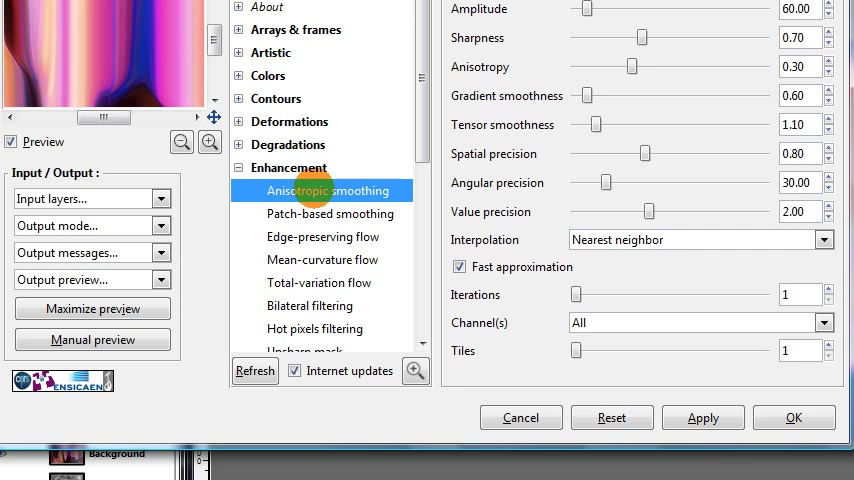 About
Arrays & frames
Artistic
Colors
Contours
Deformations
Degradations
Enhancement
Anisotropic smoothing
Patch-based smoothing
Edge-preserving flow
Mean-curvature flow
Total-variation flow
Bilateral filtering
Hot pixels filtering
Unsharp mask
Refresh
Internet updates
Preview
Input / Output :
Input layers...
Output mode...
Output messages...
Output preview...
Maximize preview
Manual preview
ENSICAEN
Amplitude 60.00
Sharpness 0.70
Anisotropy 0.30
Gradient smoothness 0.60
Tensor smoothness 1.10
Spatial precision 0.80
Angular precision 30.00
Value precision 2.00
Interpolation Nearest neighbor
Fast approximation
Iterations 1
Channel(s) All
Tiles 1
Cancel Reset Apply OK
Background